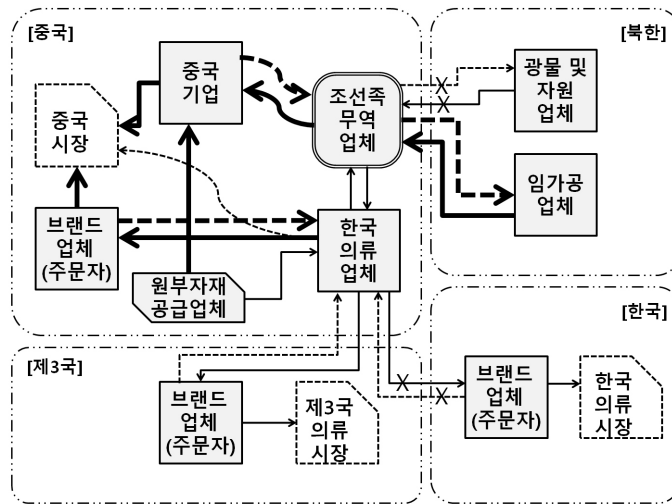 [중국]
중국
기업
중국
시장
조선족
무역
업체
브랜드
업체
(주문자)
한국
의류
업체
원부자재
공급업체
[북한]
광물 및
자원
업체
임가공
업체
X
X
[제3국]
브랜드
업체
(주문자)
제3국
의류
시장
[한국]
X
X
브랜드
업체
(주문자)
한국
의류
시장